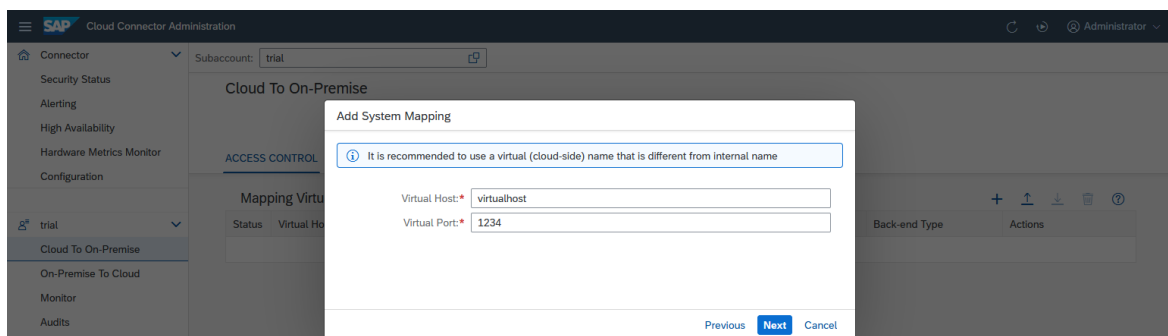 SAP Cloud Connector Administration
Administrator
Connector
Security Status
Alerting
High Availability
Hardware Metrics Monitor
Configuration
trial
Cloud To On-Premise
On-Premise To Cloud
Monitor
Audits
Subaccount: trial
Cloud To On-Premise
ACCESS CONTROL
Mapping Virtu
Status Virtual Ho Back-end Type Actions
Add System Mapping
It is recommended to use a virtual (cloud-side) name that is different from internal name
Virtual Host:* virtualhost
Virtual Port:* 1234
Previous Next Cancel